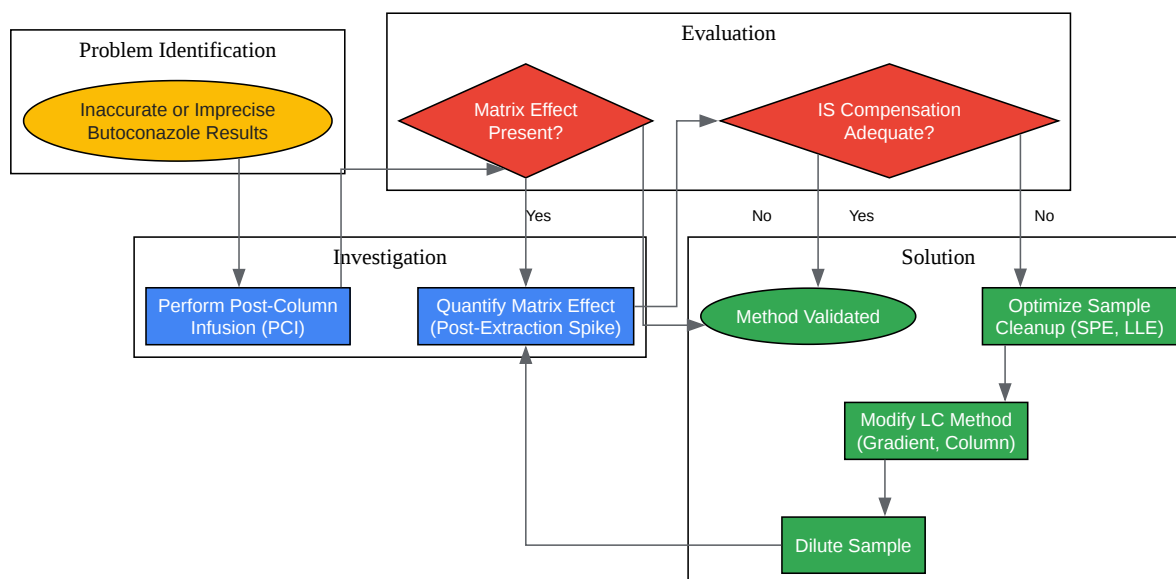 Problem Identification
Inaccurate or Imprecise
Butoconazole Results
Evaluation
Matrix Effect
Present?
IS Compensation
Adequate?
Yes
No
Yes
No
Investigation
Perform Post-Column
Infusion (PCI)
Quantify Matrix Effect
(Post-Extraction Spike)
Solution
Method Validated
Optimize Sample
Cleanup (SPE, LLE)
Modify LC Method
(Gradient, Column)
Dilute Sample